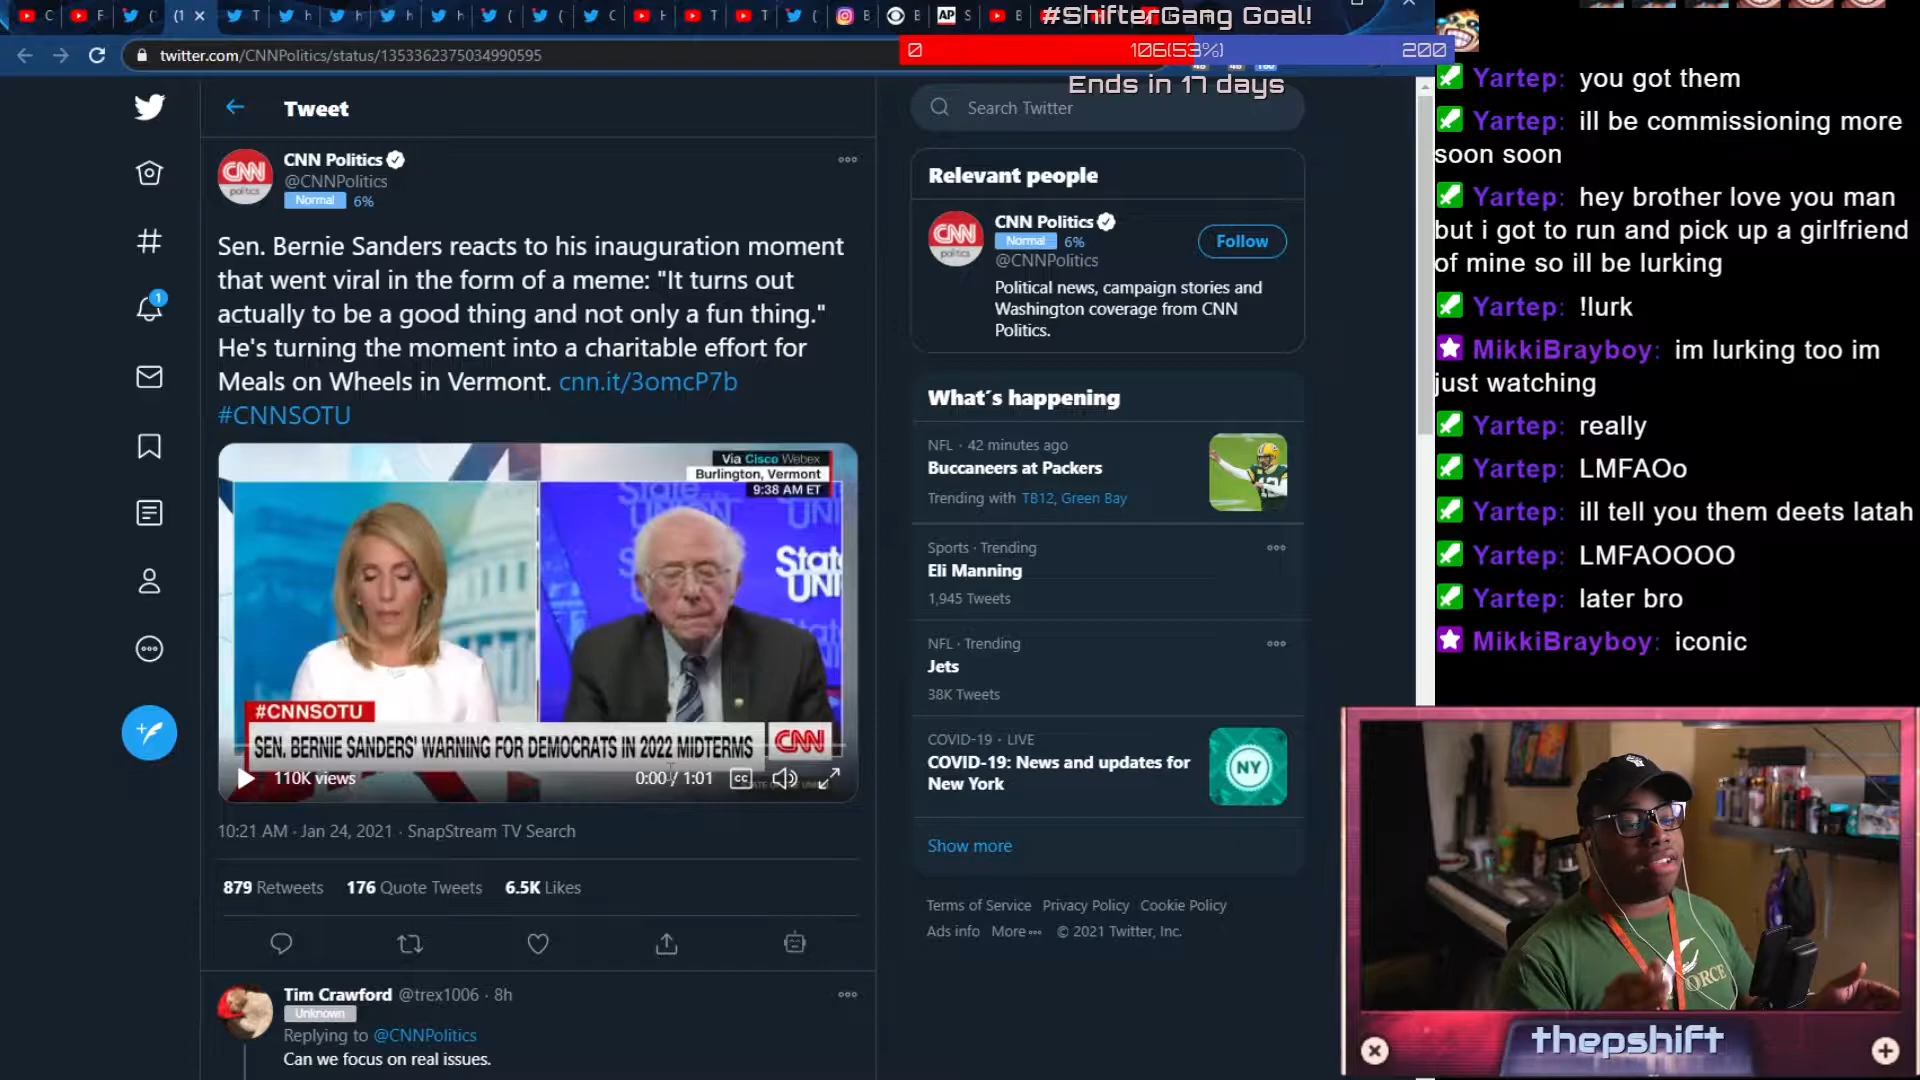 #ShifterGang Goal!
twitter.com/CNNPolitics/status/1353362375034990595
0 106(53%) 200
Ends in 17 days
Tweet
Search Twitter
CNN Politics
@CNNPolitics
Normal 6%
Sen. Bernie Sanders reacts to his inauguration moment
that went viral in the form of a meme: "It turns out
actually to be a good thing and not only a fun thing."
He's turning the moment into a charitable effort for
Meals on Wheels in Vermont. cnn.it/3omcP7b
#CNNSOTU
Via Cisco Webex
Burlington, Vermont
9:38 AM ET
#CNNSOTU
SEN. BERNIE SANDERS' WARNING FOR DEMOCRATS IN 2022 MIDTERMS
CNN
110K views
0:00 / 1:01
10:21 AM · Jan 24, 2021 · SnapStream TV Search
879 Retweets 176 Quote Tweets 6.5K Likes
Tim Crawford @trex1006 · 8h
Unknown
Replying to @CNNPolitics
Can we focus on real issues.
Relevant people
CNN Politics
Normal 6%
@CNNPolitics
Follow
Political news, campaign stories and
Washington coverage from CNN
Politics.
What's happening
NFL · 42 minutes ago
Buccaneers at Packers
Trending with TB12, Green Bay
Sports · Trending
Eli Manning
1,945 Tweets
NFL · Trending
Jets
38K Tweets
COVID-19 · LIVE
COVID-19: News and updates for
New York
NY
Show more
Terms of Service Privacy Policy Cookie Policy
Ads info More © 2021 Twitter, Inc.
Yartep: you got them
Yartep: ill be commissioning more
soon soon
Yartep: hey brother love you man
but i got to run and pick up a girlfriend
of mine so ill be lurking
Yartep: !lurk
MikkiBrayboy: im lurking too im
just watching
Yartep: really
Yartep: LMFAOo
Yartep: ill tell you them deets latah
Yartep: LMFAOOOO
Yartep: later bro
MikkiBrayboy: iconic
thepshift